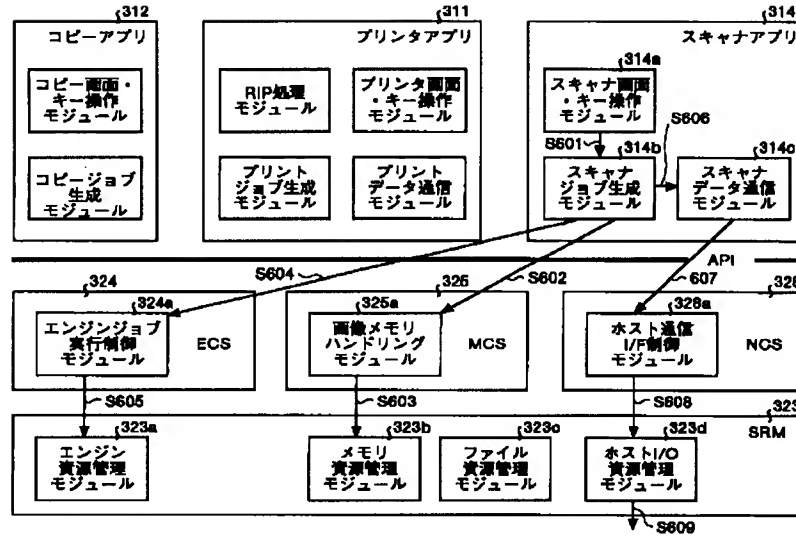 312
コピーアプリ
コピー画面・
キー操作
モジュール
コピージョブ
生成
モジュール
311
プリンタアプリ
RIP処理
モジュール
プリンタ画面
・キー操作
モジュール
プリント
ジョブ生成
モジュール
プリント
データ通信
モジュール
314
スキャナアプリ
314a
スキャナ画面
・キー操作
モジュール
S601
S606
314b
スキャナ
ジョブ生成
モジュール
314c
スキャナ
データ通信
モジュール
API
S604
S602
607
324
324a
エンジンジョブ
実行制御
モジュール
ECS
325
325a
画像メモリ
ハンドリング
モジュール
MCS
326
326a
ホスト通信
I/F制御
モジュール
NCS
S605
S603
S608
323
SRM
323a
エンジン
資源管理
モジュール
323b
メモリ
資源管理
モジュール
323c
ファイル
資源管理
モジュール
323d
ホストI/O
資源管理
モジュール
S609